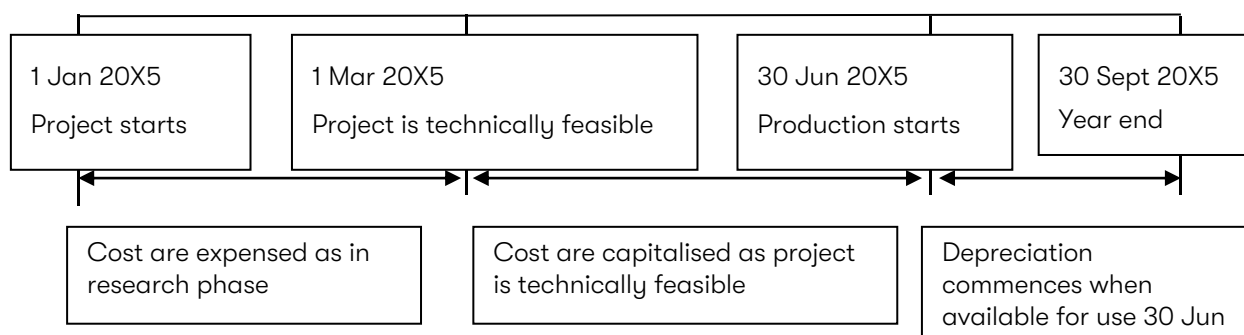 1 Jan 20X5
Project starts
1 Mar 20X5
Project is technically feasible
30 Jun 20X5
Production starts
30 Sept 20X5
Year end
Cost are expensed as in
research phase
Cost are capitalised as project
is technically feasible
Depreciation
commences when
available for use 30 Jun